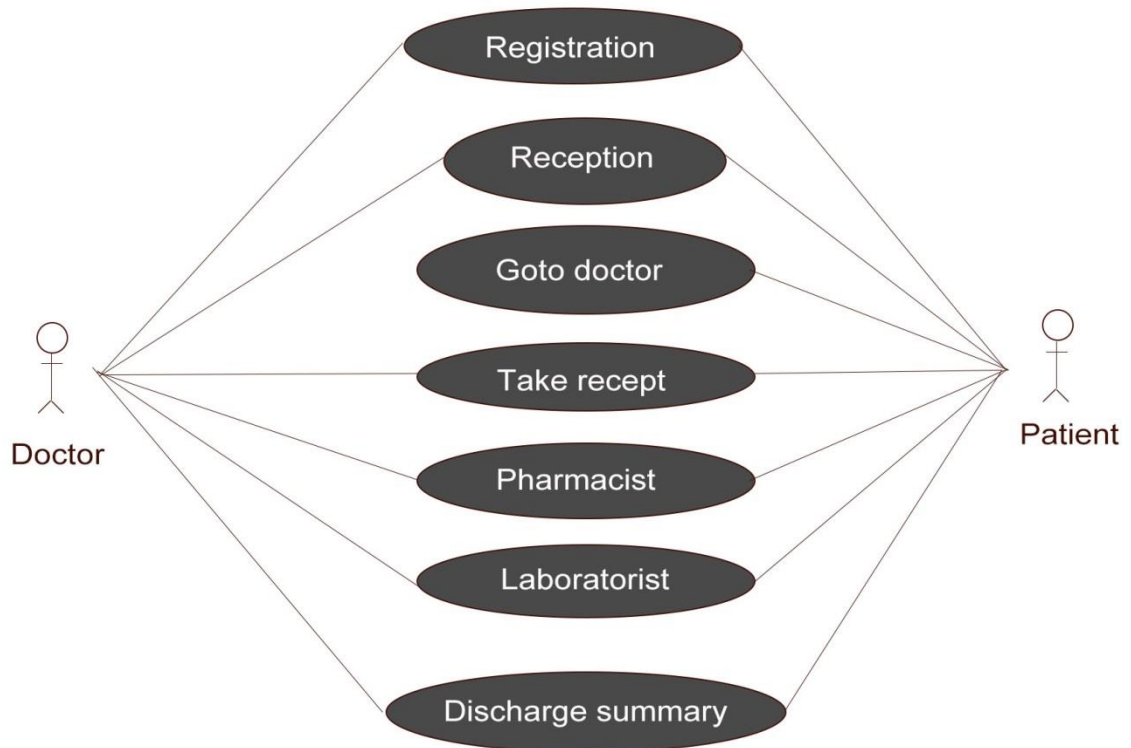 Registration
Reception
Goto doctor
Take recept
Pharmacist
Laboratorist
Discharge summary
Doctor
Patient